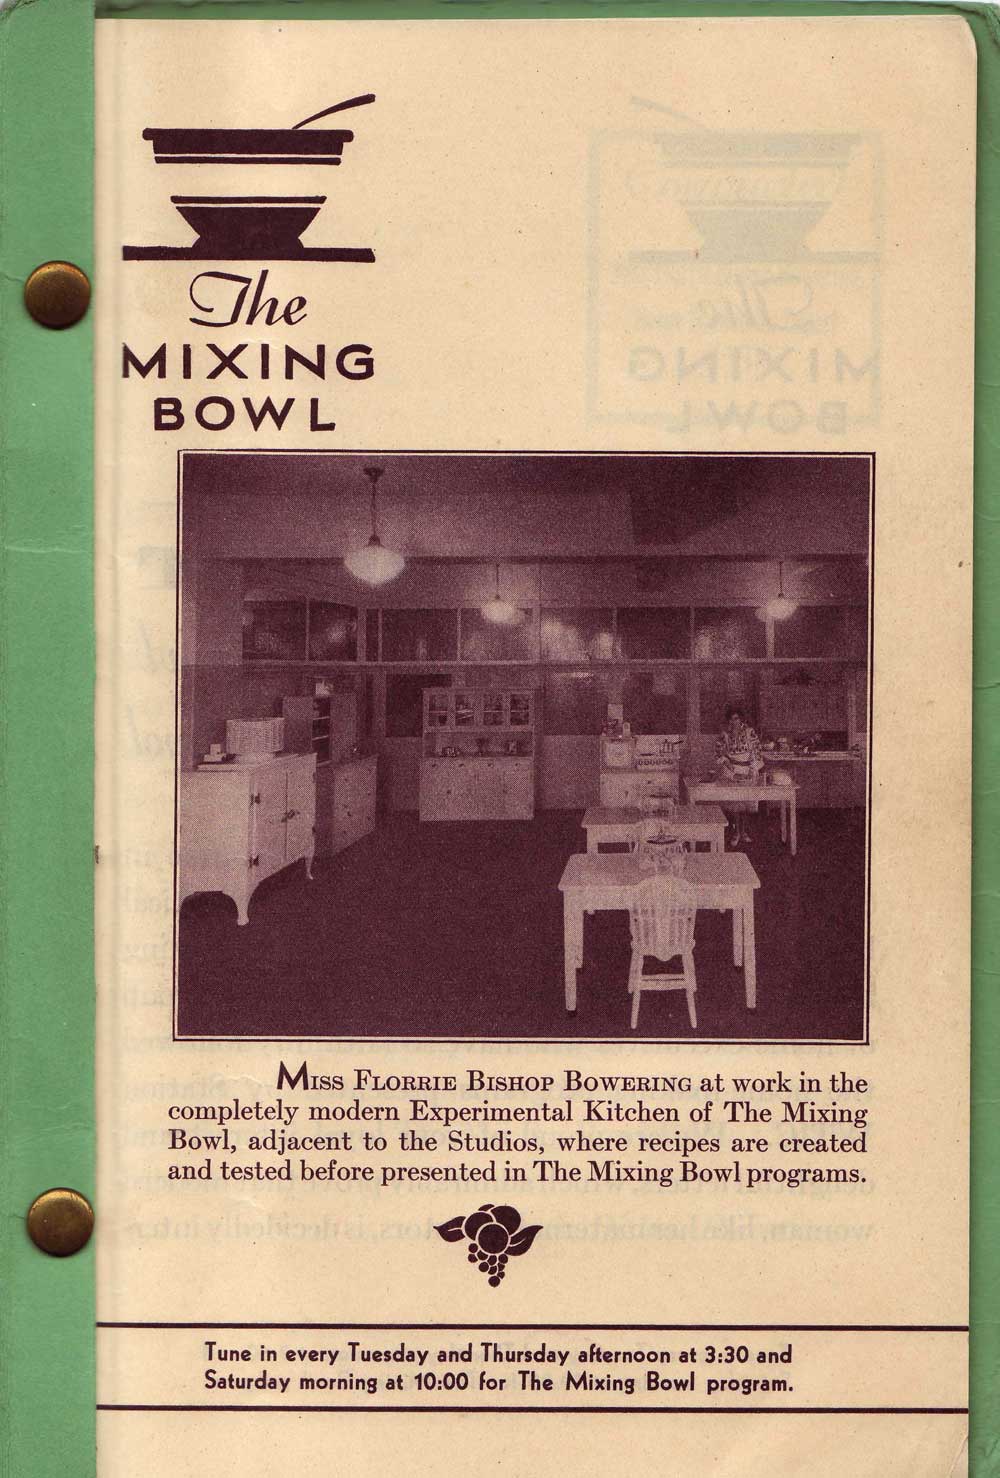 The
MIXING
BOWL
MISS FLORRIE BISHOP BOWERING at work in the
completely modern Experimental Kitchen of The Mixing
Bowl, adjacent to the Studios, where recipes are created
and tested before presented in The Mixing Bowl programs.
Tune in every Tuesday and Thursday afternoon at 3:30 and
Saturday morning at 10:00 for The Mixing Bowl program.